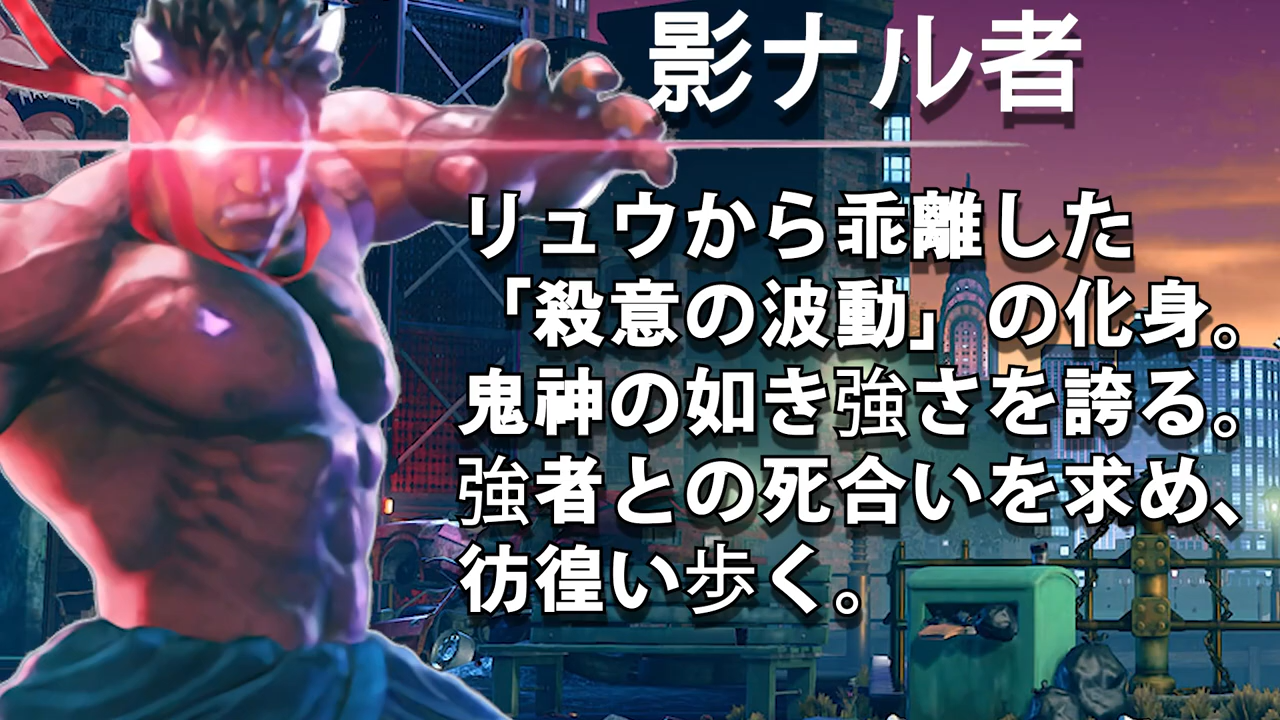 影ナル者
リュウから乖離した
「殺意の波動」の化身。
鬼神の如き強さを誇る。
強者との死合いを求め、
彷徨い歩く。